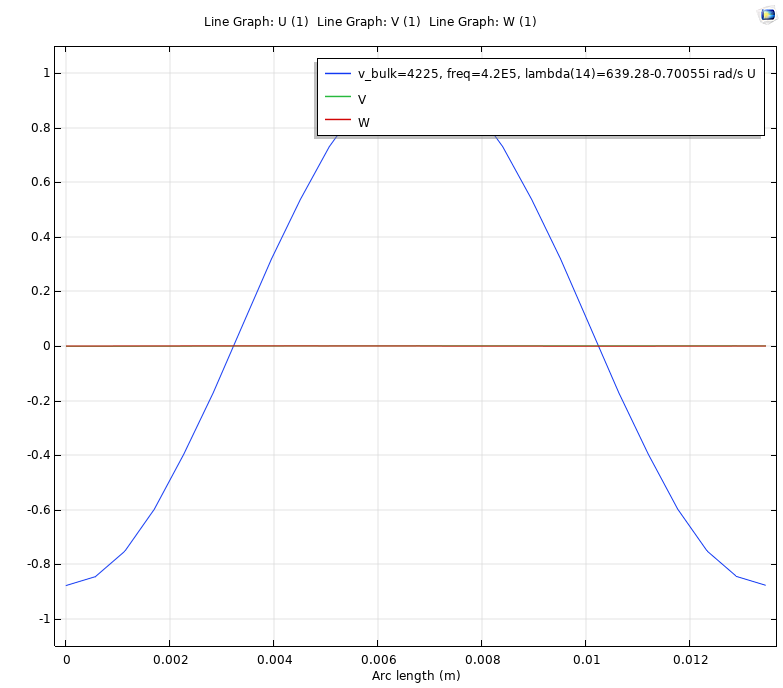 Line Graph: U (1) Line Graph: V (1) Line Graph: W (1)
v_bulk=4225, freq=4.2E5, lambda(14)=639.28-0.70055i rad/s U
V
W
1
0.8
0.6
0.4
0.2
0
-0.2
-0.4
-0.6
-0.8
-1
0 0.002 0.004 0.006 0.008 0.01 0.012
Arc length (m)